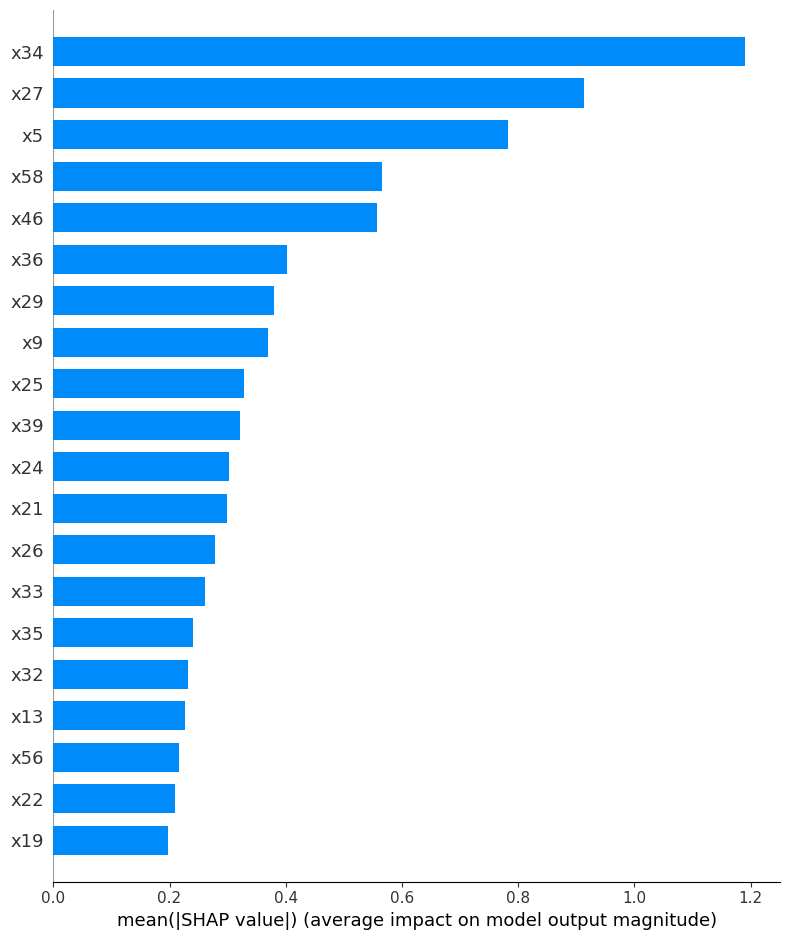 x34
x27
x5
x58
x46
x36
x29
x9
x25
x39
x24
x21
x26
x33
x35
x32
x13
x56
x22
x19
0.0 0.2 0.4 0.6 0.8 1.0 1.2
mean(|SHAP value|) (average impact on model output magnitude)